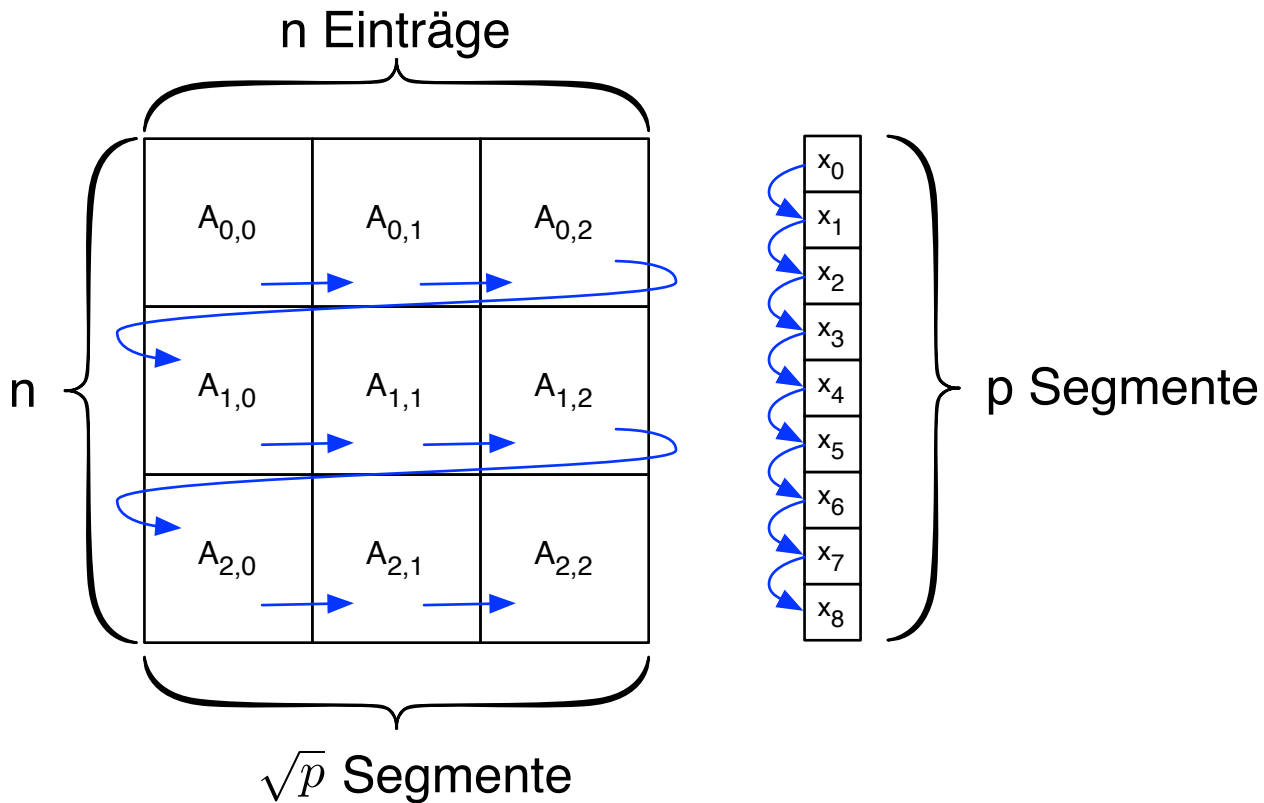 n Einträge
A0,0 A0,1 A0,2
n
A1,0 A1,1 A1,2
A2,0 A2,1 A2,2
√p Segmente
x0
x1
x2
x3
x4
x5
x6
x7
x8
p Segmente